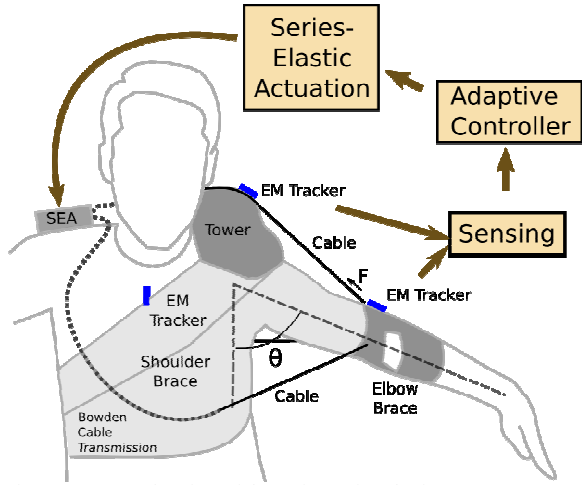 Series-
Elastic
Actuation
Adaptive
Controller
EM Tracker
SEA
Tower
Cable
Sensing
F
EM Tracker
EM
Tracker
θ
Shoulder
Brace
Elbow
Brace
Cable
Bowden
Cable
Transmission